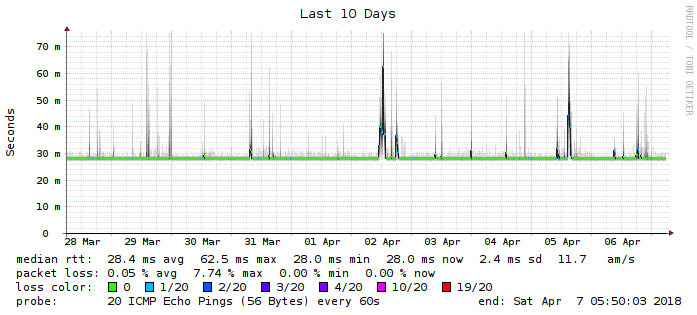 Last 10 Days
RRDTOOL / TOBI OETIKER
Seconds
70 m
60 m
50 m
40 m
30 m
20 m
10 m
0
28 Mar 29 Mar 30 Mar 31 Mar 01 Apr 02 Apr 03 Apr 04 Apr 05 Apr 06 Apr
median rtt: 28.4 ms avg 62.5 ms max 28.0 ms min 28.0 ms now 2.4 ms sd 11.7 am/s
packet loss: 0.05 % avg 7.74 % max 0.00 % min 0.00 % now
loss color: 0 1/20 2/20 3/20 4/20 10/20 19/20
probe: 20 ICMP Echo Pings (56 Bytes) every 60s end: Sat Apr 7 05:50:03 2018